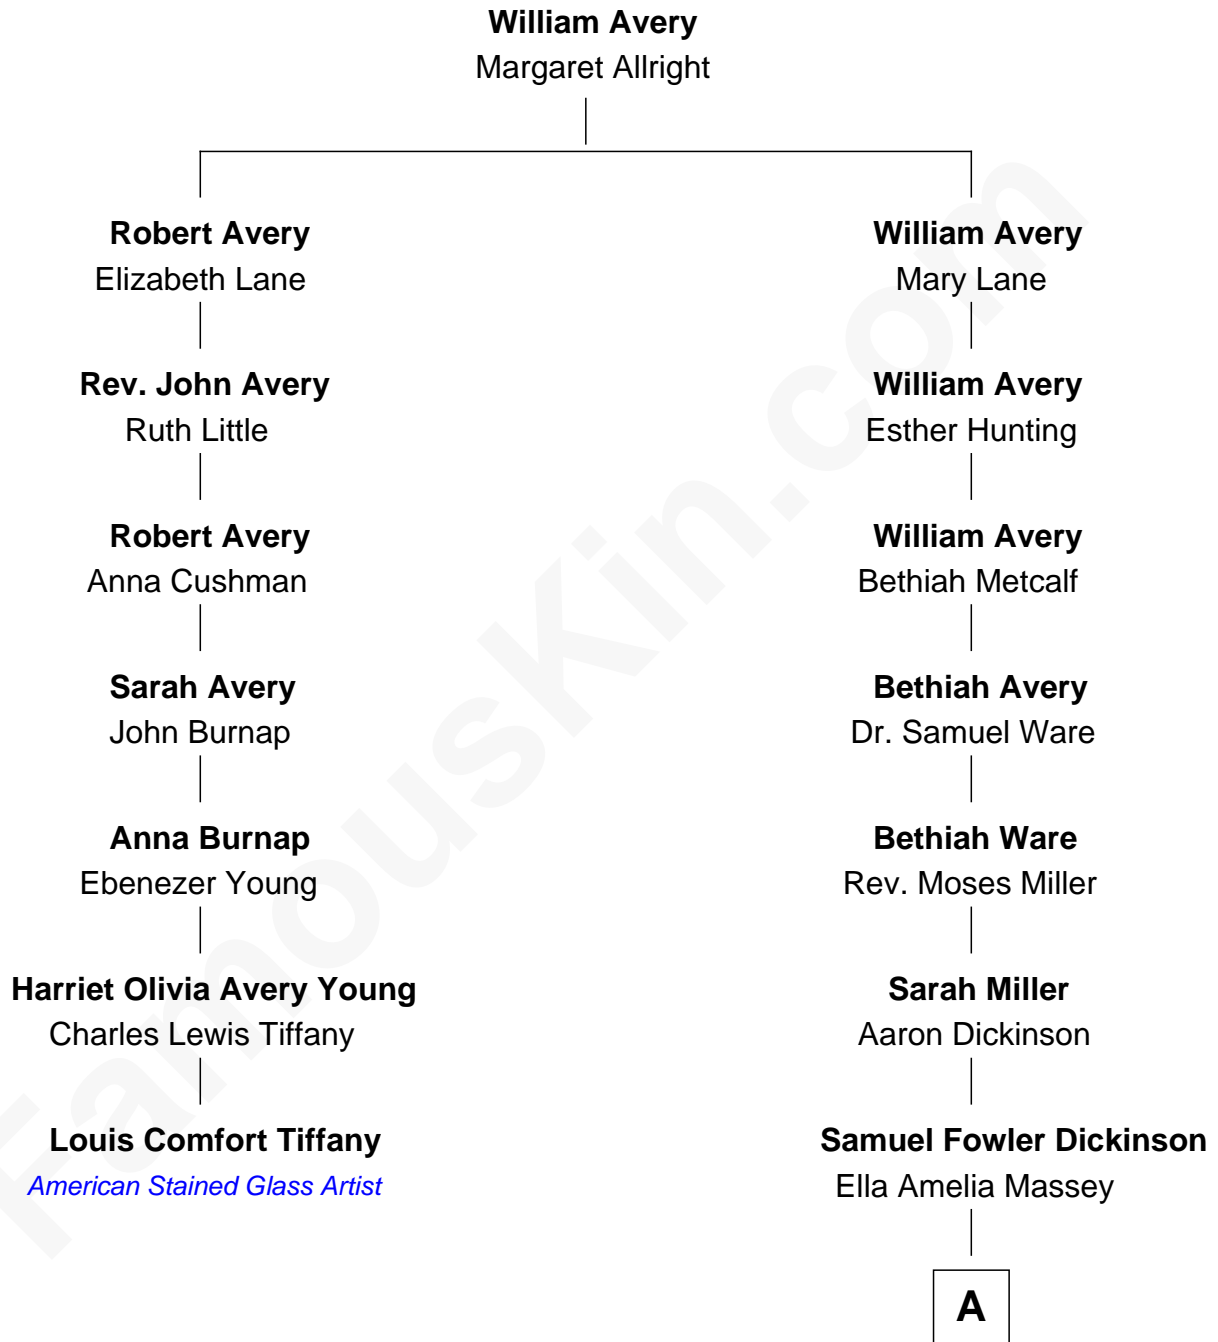 William Avery
Margaret Allright
Robert Avery
Elizabeth Lane
William Avery
Mary Lane
Rev. John Avery
Ruth Little
William Avery
Esther Hunting
Robert Avery
Anna Cushman
William Avery
Bethiah Metcalf
Sarah Avery
John Burnap
Bethiah Avery
Dr. Samuel Ware
Anna Burnap
Ebenezer Young
Bethiah Ware
Rev. Moses Miller
Harriet Olivia Avery Young
Charles Lewis Tiffany
Sarah Miller
Aaron Dickinson
Louis Comfort Tiffany
American Stained Glass Artist
Samuel Fowler Dickinson
Ella Amelia Massey
A
FamousKin.com